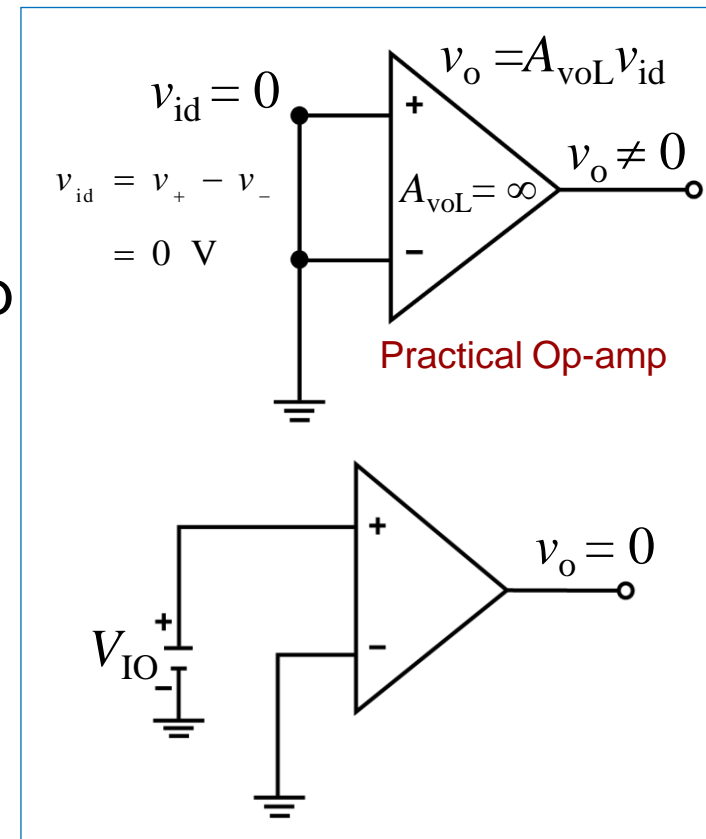 v_o = A_voL v_id
v_id = 0
+
v_o ≠ 0
v_id = v_+ − v_−
A_voL = ∞
= 0 V
−
Practical Op-amp
+
v_o = 0
+
V_IO
−
−